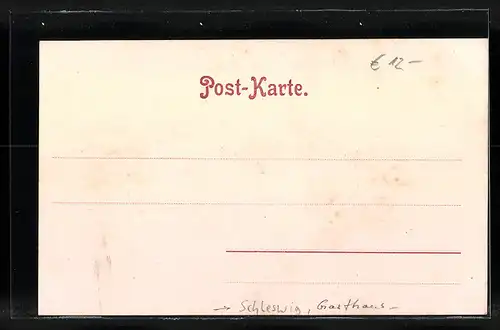 € 12-
Post-Karte.
→ Schleswig, Gasthaus -